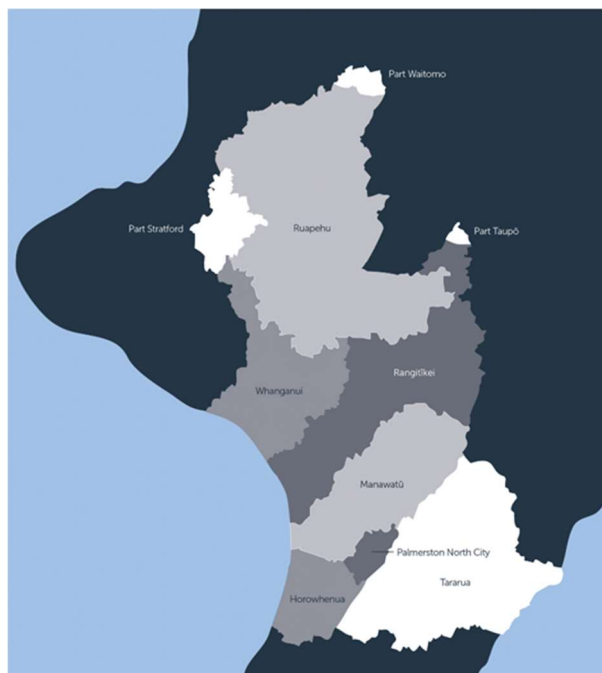 Part Waitomo
Part Stratford
Ruapehu
Part Taupō
Rangitīkei
Whanganui
Manawatū
Palmerston North City
Tararua
Horowhenua